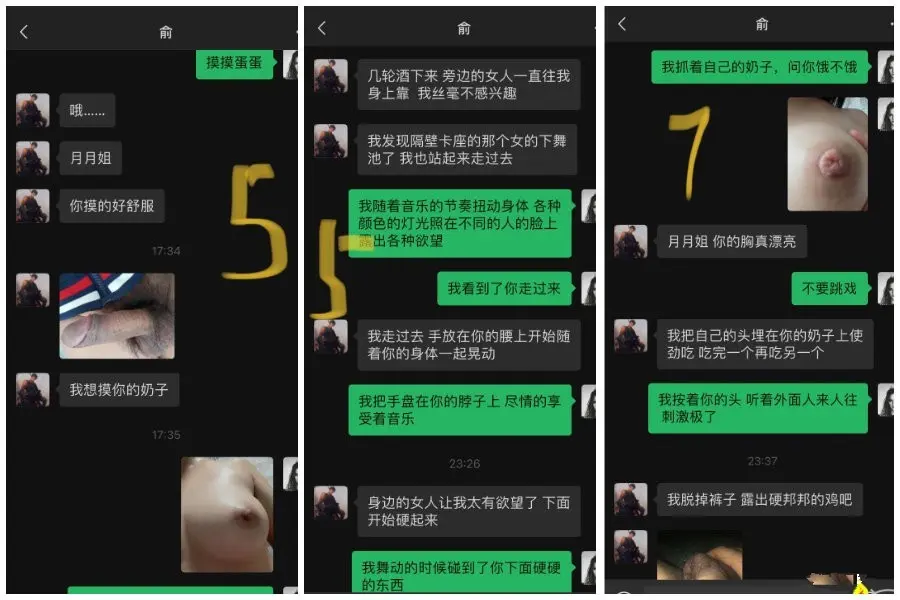 俞
摸摸蛋蛋
哦……
月月姐
你摸的好舒服
17:34
我想摸你的奶子
17:35
5
俞
几轮酒下来 旁边的女人一直往我
身上靠 我丝毫不感兴趣
我发现隔壁卡座的那个女的下舞
池了 我也站起来走过去
我随着音乐的节奏扭动身体 各种
颜色的灯光照在不同的人的脸上
露出各种欲望
我看到了你走过来
我走过去 手放在你的腰上开始随
着你的身体一起晃动
我把手盘在你的脖子上 尽情的享
受着音乐
23:26
身边的女人让我太有欲望了 下面
开始硬起来
我舞动的时候碰到了你下面硬硬
的东西
5
俞
我抓着自己的奶子，问你饿不饿
7
月月姐 你的胸真漂亮
不要跳戏
我把自己的头埋在你的奶子上使
劲吃 吃完一个再吃另一个
我按着你的头 听着外面人来人往
刺激极了
23:37
我脱掉裤子 露出硬邦邦的鸡吧